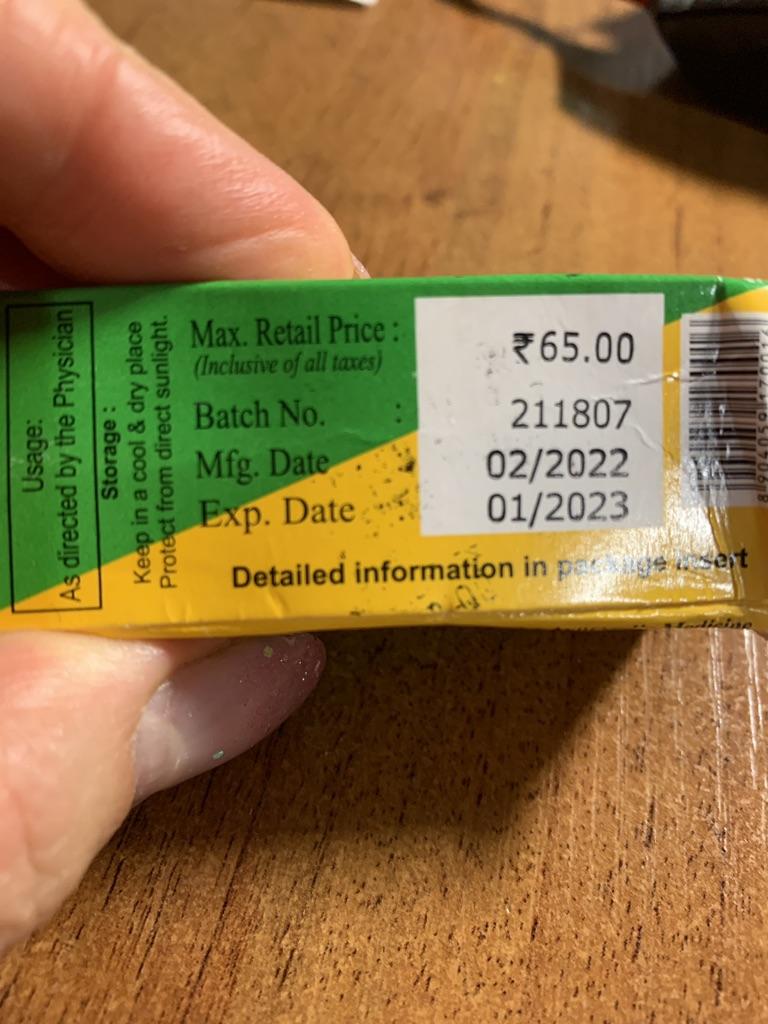 Usage:
As directed by the Physician
Storage :
Keep in a cool & dry place
Protect from direct sunlight.
Max. Retail Price : ₹65.00
(Inclusive of all taxes)
Batch No. : 211807
Mfg. Date 02/2022
Exp. Date 01/2023
Detailed information in package insert
Medicine